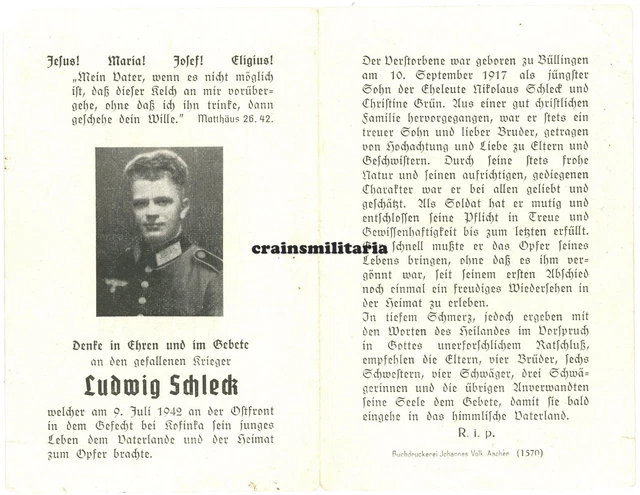 Jesus! Maria! Josef! Eligius!
„Mein Vater, wenn es nicht möglich
ist, daß dieser Kelch an mir vorüber-
gehe, ohne daß ich ihn trinke, dann
geschehe dein Wille.” Matthäus 26. 42.
Denke in Ehren und im Gebete
an den gefallenen Krieger
Ludwig Schleck
welcher am 9. Juli 1942 an der Ostfront
in dem Gefecht bei Kosinka sein junges
Leben dem Vaterlande und der Heimat
zum Opfer brachte.
Der Verstorbene war geboren zu Büllingen
am 10. September 1917 als jüngster
Sohn der Eheleute Nikolaus Schleck und
Christine Grün. Aus einer gut christlichen
Familie hervorgegangen, war er stets ein
treuer Sohn und lieber Bruder, getragen
von Hochachtung und Liebe zu Eltern und
Geschwistern. Durch seine stets frohe
Natur und seinen aufrichtigen, gediegenen
Charakter war er bei allen geliebt und
geschätzt. Als Soldat hat er mutig und
entschlossen seine Pflicht in Treue und
Gewissenhaftigkeit bis zum letzten erfüllt.
crainsmilitaria schnell mußte er das Opfer seines
Lebens bringen, ohne daß es ihm ver-
gönnt war, seit seinem ersten Abschied
noch einmal ein freudiges Wiedersehen in
der Heimat zu erleben.
In tiefem Schmerz, jedoch ergeben mit
den Worten des Heilandes im Vorspruch
in Gottes unerforschlichem Ratschluß,
empfehlen die Eltern, vier Brüder, sechs
Schwestern, vier Schwäger, drei Schwä-
gerinnen und die übrigen Anverwandten
seine Seele dem Gebete, damit sie bald
eingehe in das himmlische Vaterland.
R. i. p.
Buchdruckerei Johannes Volk. Aachen (1570)